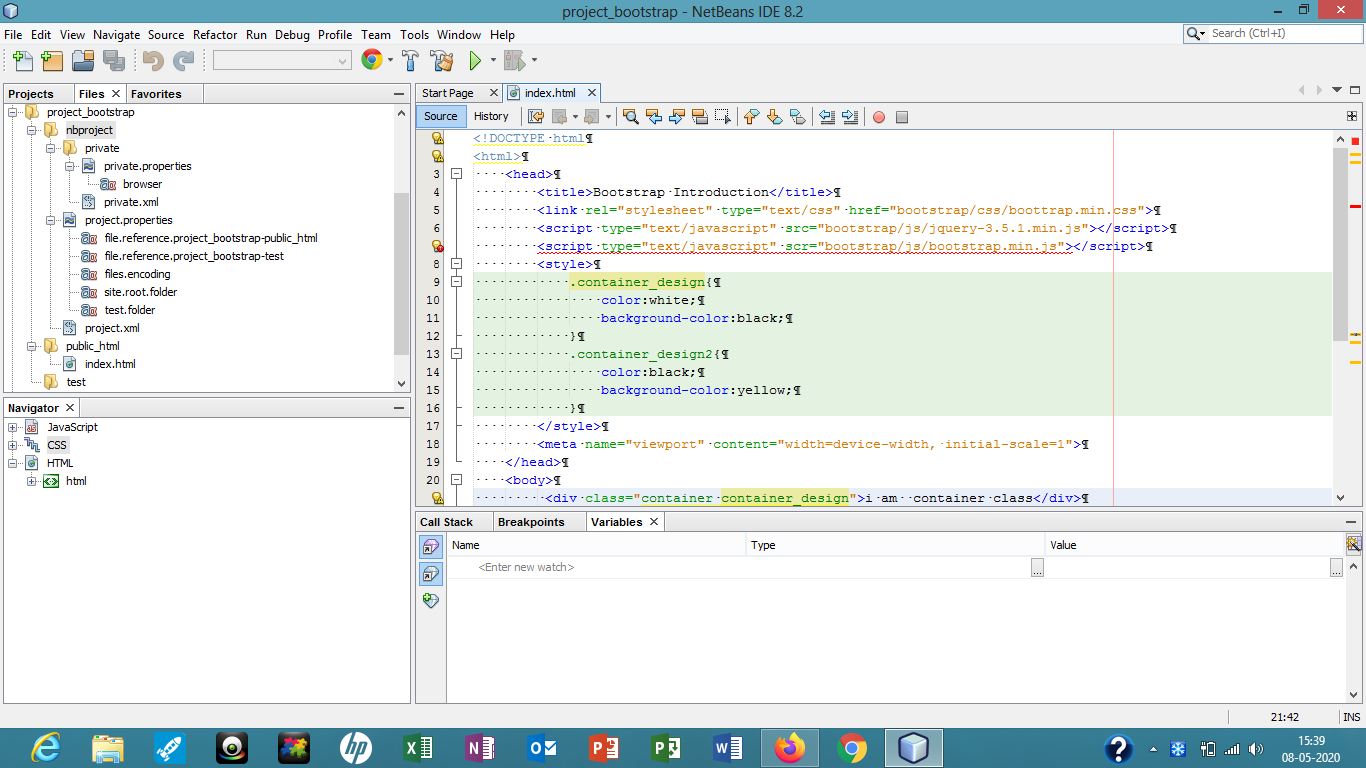 project_bootstrap - NetBeans IDE 8.2
File Edit View Navigate Source Refactor Run Debug Profile Team Tools Window Help
Search (Ctrl+I)
Projects Files Favorites
project_bootstrap
nbproject
private
private.properties
browser
private.xml
project.properties
file.reference.project_bootstrap-public_html
file.reference.project_bootstrap-test
files.encoding
site.root.folder
test.folder
project.xml
public_html
index.html
test
Navigator
JavaScript
CSS
HTML
html
Start Page index.html
Source History
<!DOCTYPE·html¶
<html>¶
3 ····<head>¶
4 ········<title>Bootstrap·Introduction</title>¶
5 ········<link·rel="stylesheet"·type="text/css"·href="bootstrap/css/boottrap.min.css">¶
6 ········<script·type="text/javascript"·src="bootstrap/js/jquery-3.5.1.min.js"></script>¶
········<script·type="text/javascript"·scr="bootstrap/js/bootstrap.min.js"></script>¶
8 ········<style>¶
9 ············.container_design{¶
10 ················color:white;¶
11 ················background-color:black;¶
12 ············}¶
13 ············.container_design2{¶
14 ················color:black;¶
15 ················background-color:yellow;¶
16 ············}¶
17 ········</style>¶
18 ········<meta·name="viewport"·content="width=device-width,·initial-scale=1">¶
19 ····</head>¶
20 ····<body>¶
·········<div·class="container·container_design">i·am··container·class</div>¶
Call Stack Breakpoints Variables
Name Type Value
<Enter new watch> ... ...
21:42 INS
15:39
08-05-2020